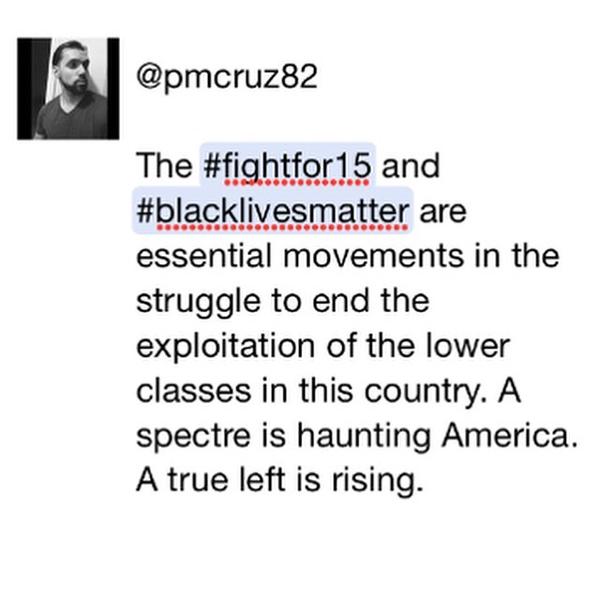 @pmcruz82
The #fightfor15 and
#blacklivesmatter are
essential movements in the
struggle to end the
exploitation of the lower
classes in this country. A
spectre is haunting America.
A true left is rising.